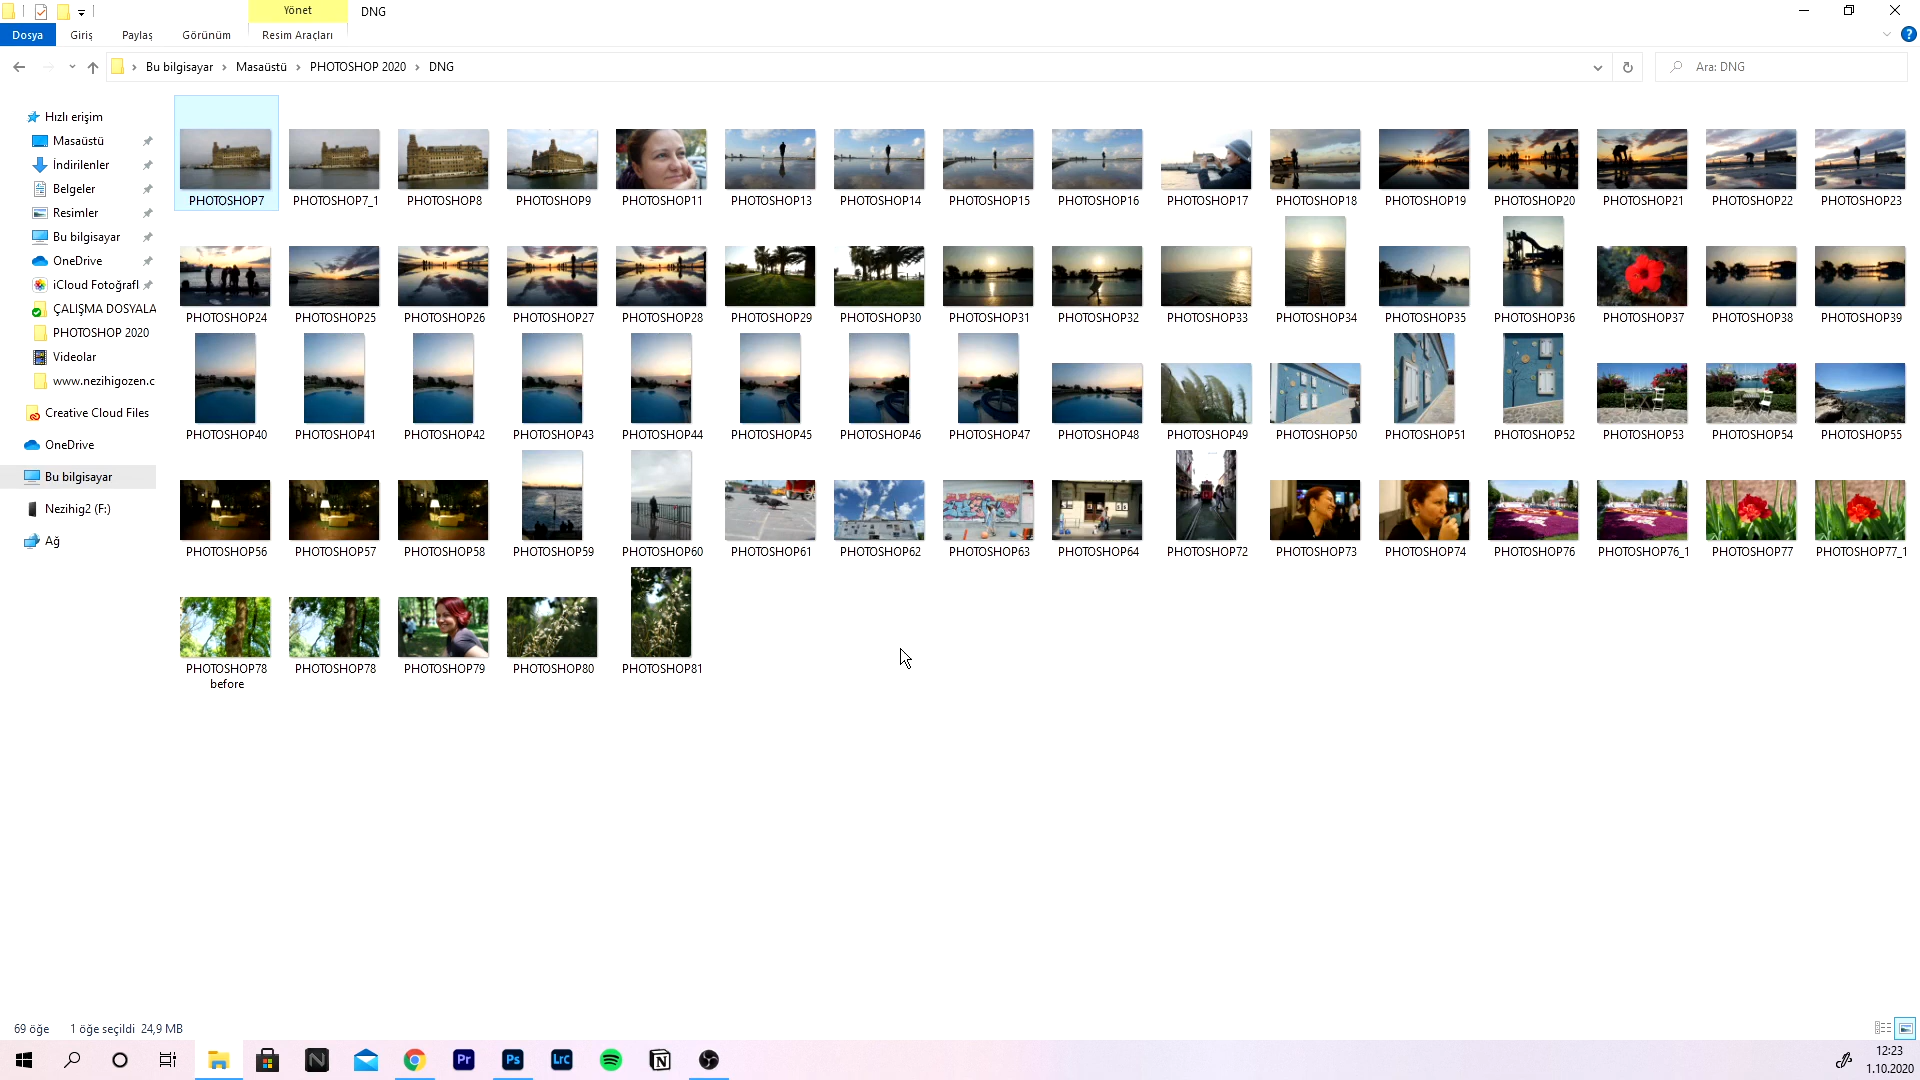 Yönet
DNG
Dosya
Giriş
Paylaş
Görünüm
Resim Araçları
Bu bilgisayar
Masaüstü
PHOTOSHOP 2020
DNG
Ara: DNG
Hızlı erişim
Masaüstü
İndirilenler
Belgeler
Resimler
Bu bilgisayar
OneDrive
iCloud Fotoğrafl
ÇALIŞMA DOSYALA
PHOTOSHOP 2020
Videolar
www.nezihigozen.c
Creative Cloud Files
OneDrive
Bu bilgisayar
Nezihig2 (F:)
Ağ
PHOTOSHOP7
PHOTOSHOP7_1
PHOTOSHOP8
PHOTOSHOP9
PHOTOSHOP11
PHOTOSHOP13
PHOTOSHOP14
PHOTOSHOP15
PHOTOSHOP16
PHOTOSHOP17
PHOTOSHOP18
PHOTOSHOP19
PHOTOSHOP20
PHOTOSHOP21
PHOTOSHOP22
PHOTOSHOP23
PHOTOSHOP24
PHOTOSHOP25
PHOTOSHOP26
PHOTOSHOP27
PHOTOSHOP28
PHOTOSHOP29
PHOTOSHOP30
PHOTOSHOP31
PHOTOSHOP32
PHOTOSHOP33
PHOTOSHOP34
PHOTOSHOP35
PHOTOSHOP36
PHOTOSHOP37
PHOTOSHOP38
PHOTOSHOP39
PHOTOSHOP40
PHOTOSHOP41
PHOTOSHOP42
PHOTOSHOP43
PHOTOSHOP44
PHOTOSHOP45
PHOTOSHOP46
PHOTOSHOP47
PHOTOSHOP48
PHOTOSHOP49
PHOTOSHOP50
PHOTOSHOP51
PHOTOSHOP52
PHOTOSHOP53
PHOTOSHOP54
PHOTOSHOP55
PHOTOSHOP56
PHOTOSHOP57
PHOTOSHOP58
PHOTOSHOP59
PHOTOSHOP60
PHOTOSHOP61
PHOTOSHOP62
PHOTOSHOP63
PHOTOSHOP64
PHOTOSHOP72
PHOTOSHOP73
PHOTOSHOP74
PHOTOSHOP76
PHOTOSHOP76_1
PHOTOSHOP77
PHOTOSHOP77_1
PHOTOSHOP78
before
PHOTOSHOP78
PHOTOSHOP79
PHOTOSHOP80
PHOTOSHOP81
69 öğe
1 öğe seçildi 24,9 MB
Pr
Ps
Lrc
12:23
1.10.2020